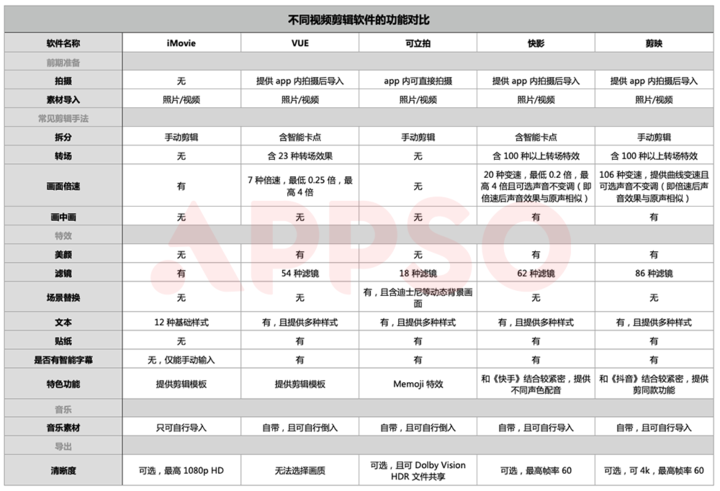 不同视频剪辑软件的功能对比
软件名称 iMovie VUE 可立拍 快影 剪映
前期准备
拍摄 无 提供 app 内拍摄后导入 app 内可直接拍摄 提供 app 内拍摄后导入 提供 app 内拍摄后导入
素材导入 照片/视频 照片/视频 照片/视频 照片/视频 照片/视频
常见剪辑手法
拆分 手动剪辑 含智能卡点 手动剪辑 含智能卡点 手动剪辑
转场 无 含 23 种转场效果 无 含 100 种以上转场特效 含 100 种以上转场特效
画面倍速 有 7 种倍速，最低 0.25 倍，最高 4 倍 无 20 种变速，最低 0.2 倍，最高 4 倍且可选声音不变调（即倍速后声音效果与原声相似） 106 种变速，提供曲线变速且可选声音不变调（即倍速后声音效果与原声相似）
画中画 无 无 无 有 有
特效
美颜 无 有 无 有 有
滤镜 有 54 种滤镜 18 种滤镜 62 种滤镜 86 种滤镜
场景替换 无 无 有，且含迪士尼等动态背景画面 无 无
文本 12 种基础样式 有，且提供多种样式 有，且提供多种样式 有，且提供多种样式 有，且提供多种样式
贴纸 无 有 有 有 有
是否有智能字幕 无，仅能手动输入 有 有 有 有
特色功能 提供剪辑模板 提供剪辑模板 Memoji 特效 和《快手》结合较紧密，提供不同声色配音 和《抖音》结合较紧密，提供剪同款功能
音乐
音乐素材 只可自行导入 自带，且可自行倒入 自带，且可自行倒入 自带，且可自行导入 自带，且可自行导入
导出
清晰度 可选，最高 1080p HD 无法选择画质 可选，且可 Dolby Vision HDR 文件共享 可选，最高帧率 60 可选，可 4k，最高帧率 60
APPSO